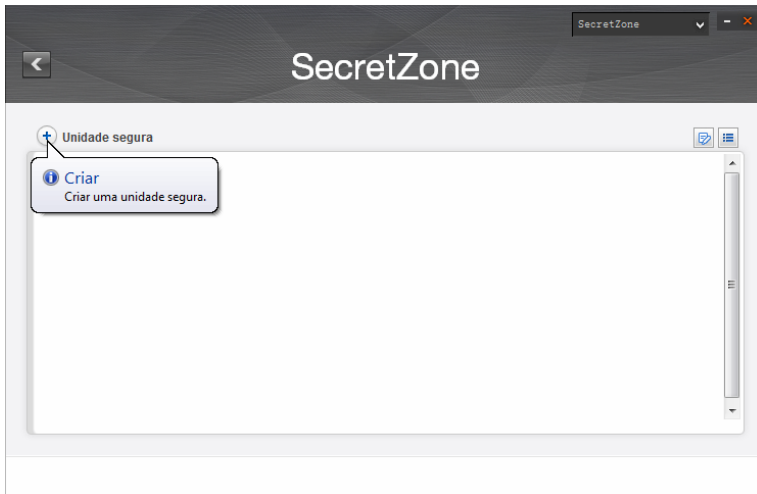 SecretZone
SecretZone
Unidade segura
Criar
Criar uma unidade segura.